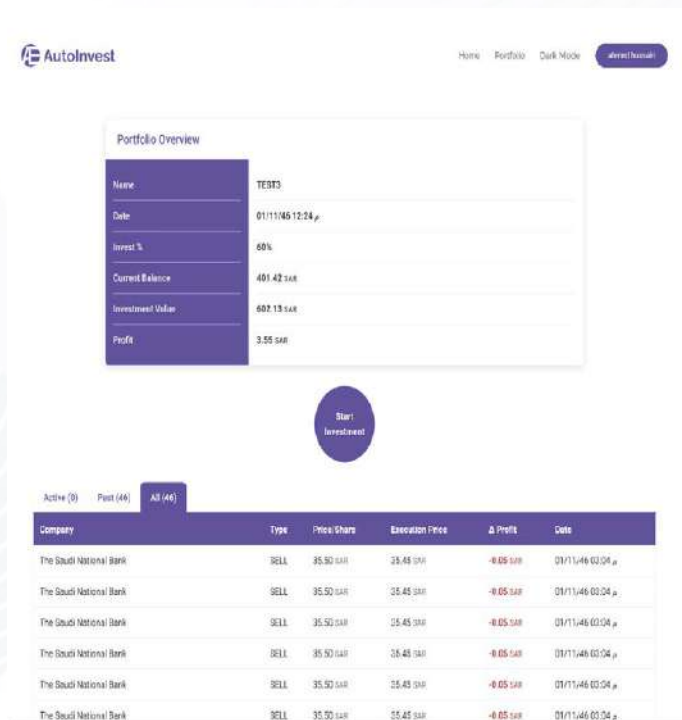 AutoInvest
Home Portfolio Dark Mode
Portfolio Overview
Name TEST3
Date 01/11/46 12:24 م
Invest % 60%
Current Balance 401.42 SAR
Investment Value 602.13 SAR
Profit 3.55 SAR
Start
Investment
Active (0) Past (46) All (46)
Company Type Price/Share Execution Price Δ Profit Date
The Saudi National Bank SELL 35.50 SAR 35.45 SAR -0.05 SAR 01/11/46 03:04 م
The Saudi National Bank SELL 35.50 SAR 35.45 SAR -0.05 SAR 01/11/46 03:04 م
The Saudi National Bank SELL 35.50 SAR 35.45 SAR -0.05 SAR 01/11/46 03:04 م
The Saudi National Bank SELL 35.50 SAR 35.45 SAR -0.05 SAR 01/11/46 03:04 م
The Saudi National Bank SELL 35.50 SAR 35.45 SAR -0.05 SAR 01/11/46 03:04 م
The Saudi National Bank SELL 35.50 SAR 35.45 SAR -0.05 SAR 01/11/46 03:04 م